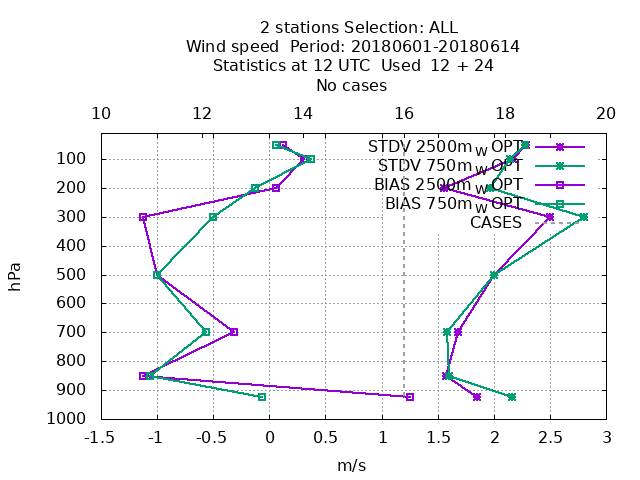 2 stations Selection: ALL
Wind speed  Period: 20180601-20180614
Statistics at 12 UTC  Used  12 + 24
No cases
10 12 14 16 18 20
STDV 2500m_W OPT
STDV 750m_W OPT
BIAS 2500m_W OPT
BIAS 750m_W OPT
CASES
100
200
300
400
500
600
700
800
900
1000
hPa
-1.5 -1 -0.5 0 0.5 1 1.5 2 2.5 3
m/s